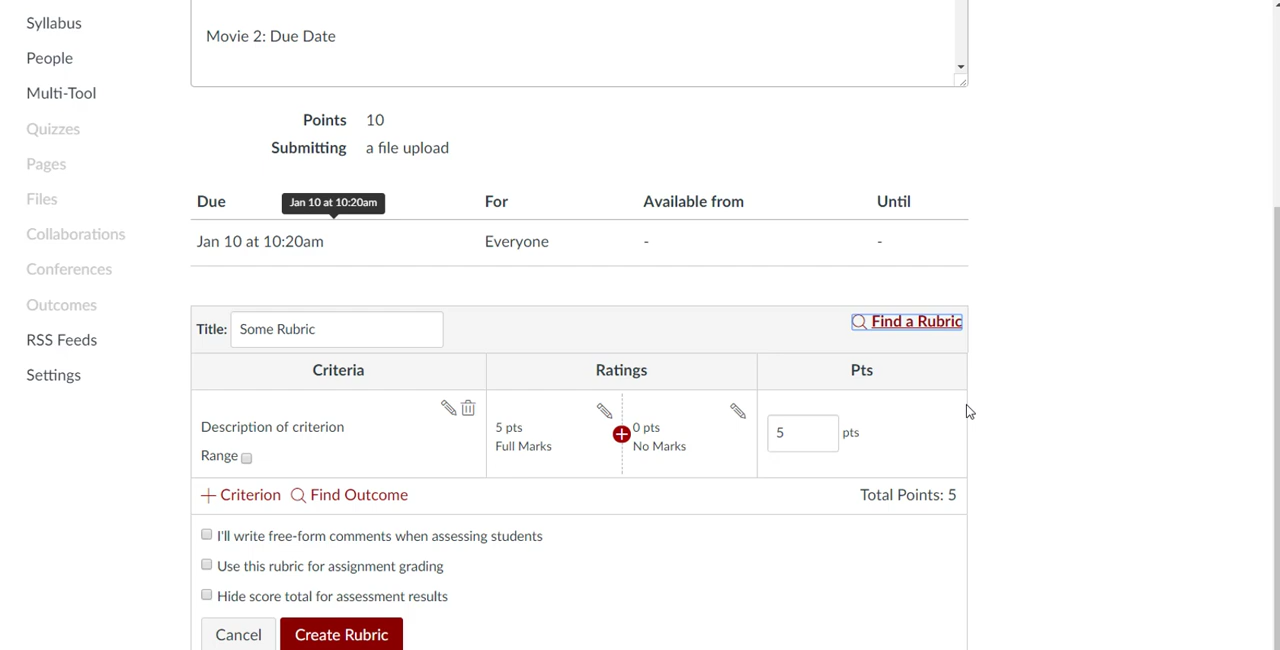 Syllabus
People
Multi-Tool
Quizzes
Pages
Files
Collaborations
Conferences
Outcomes
RSS Feeds
Settings
Movie 2: Due Date
Points 10
Submitting a file upload
Due For Available from Until
Jan 10 at 10:20am
Jan 10 at 10:20am Everyone - -
Title: Some Rubric Find a Rubric
Criteria Ratings Pts
Description of criterion
Range
5 pts
Full Marks
0 pts
No Marks
5 pts
+ Criterion Find Outcome Total Points: 5
I'll write free-form comments when assessing students
Use this rubric for assignment grading
Hide score total for assessment results
Cancel Create Rubric